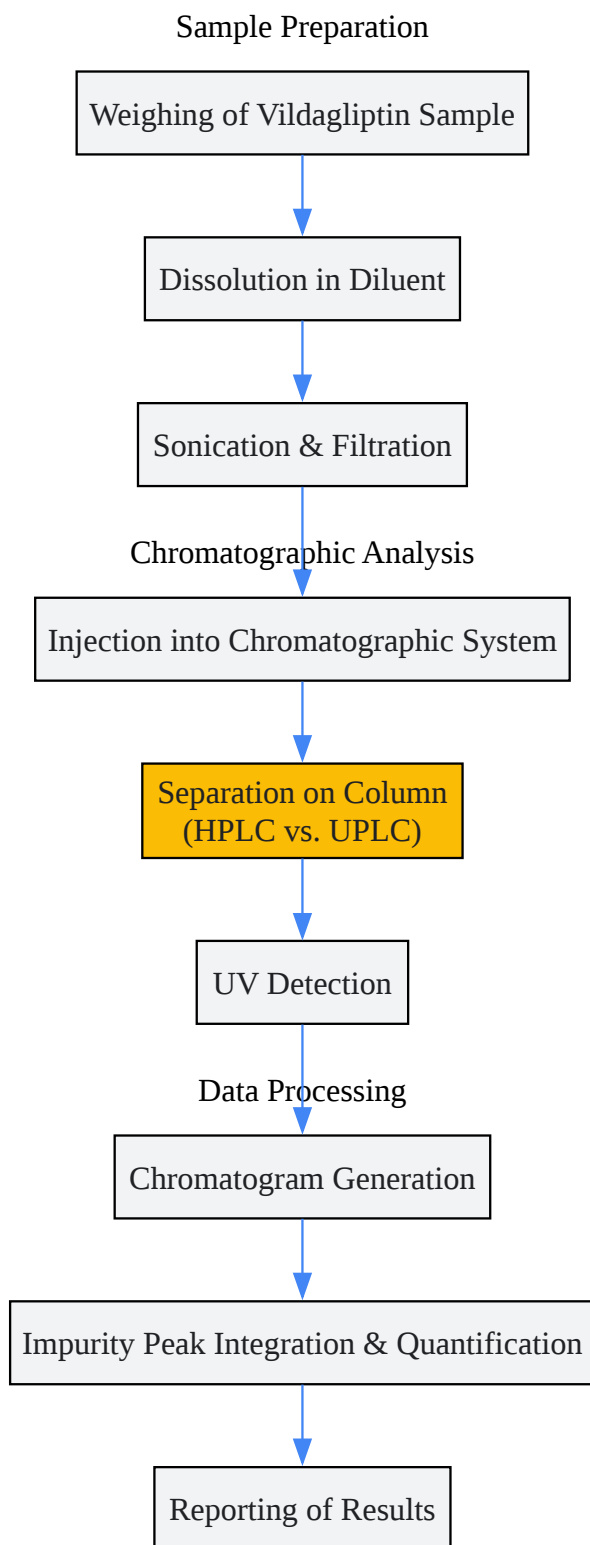 Sample Preparation
Weighing of Vildagliptin Sample
Dissolution in Diluent
Sonication & Filtration
Chromatographic Analysis
Injection into Chromatographic System
Separation on Column
(HPLC vs. UPLC)
UV Detection
Data Processing
Chromatogram Generation
Impurity Peak Integration & Quantification
Reporting of Results